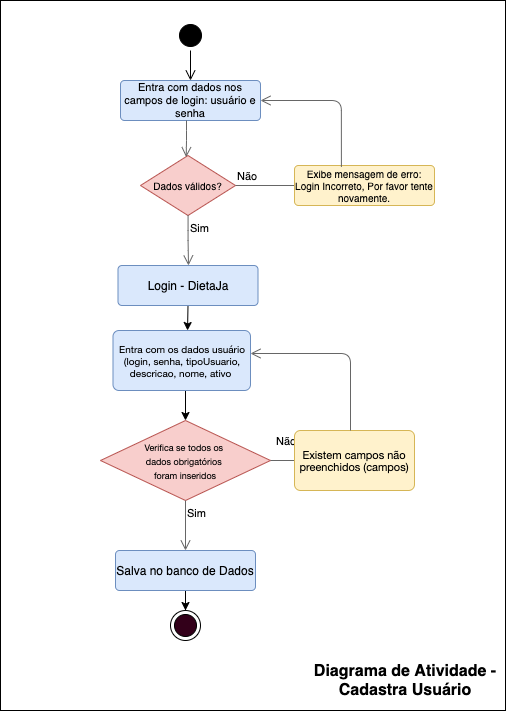 Entra com dados nos
campos de login: usuário e
senha
Dados válidos?
Não
Exibe mensagem de erro:
Login Incorreto, Por favor tente
novamente.
Sim
Login - DietaJa
Entra com os dados usuário
(login, senha, tipoUsuario,
descricao, nome, ativo
Verifica se todos os
dados obrigatórios
foram inseridos
Não
Existem campos não
preenchidos (campos)
Sim
Salva no banco de Dados
Diagrama de Atividade -
Cadastra Usuário